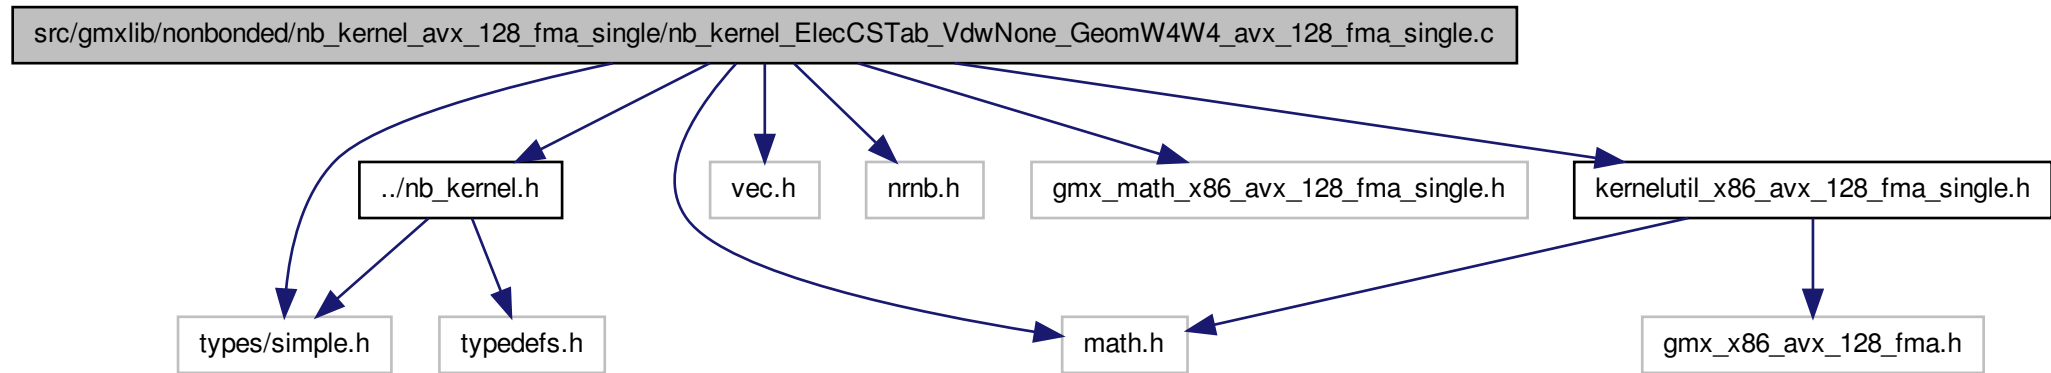 src/gmxlib/nonbonded/nb_kernel_avx_128_fma_single/nb_kernel_ElecCSTab_VdwNone_GeomW4W4_avx_128_fma_single.c
../nb_kernel.h
vec.h
nrnb.h
gmx_math_x86_avx_128_fma_single.h
kernelutil_x86_avx_128_fma_single.h
types/simple.h
typedefs.h
math.h
gmx_x86_avx_128_fma.h